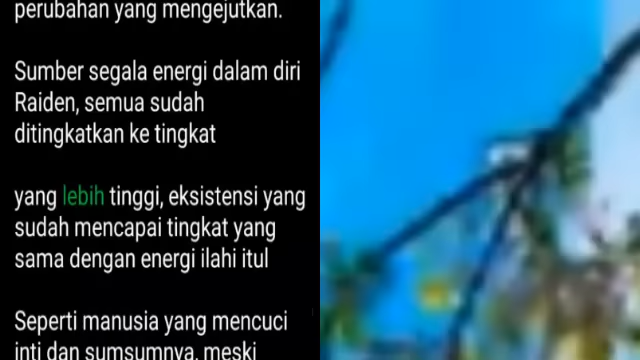 perubahan yang mengejutkan.
Sumber segala energi dalam diri
Raiden, semua sudah
ditingkatkan ke tingkat
yang lebih tinggi, eksistensi yang
sudah mencapai tingkat yang
sama dengan energi ilahi itul
Seperti manusia yang mencuci
inti dan sumsumnya, meski